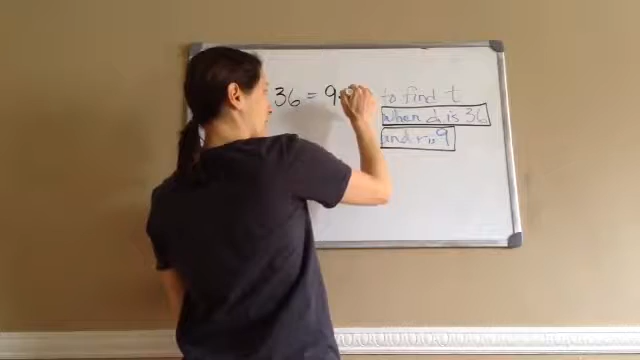 36 = 9· to find t
when d is 36
and r is 9